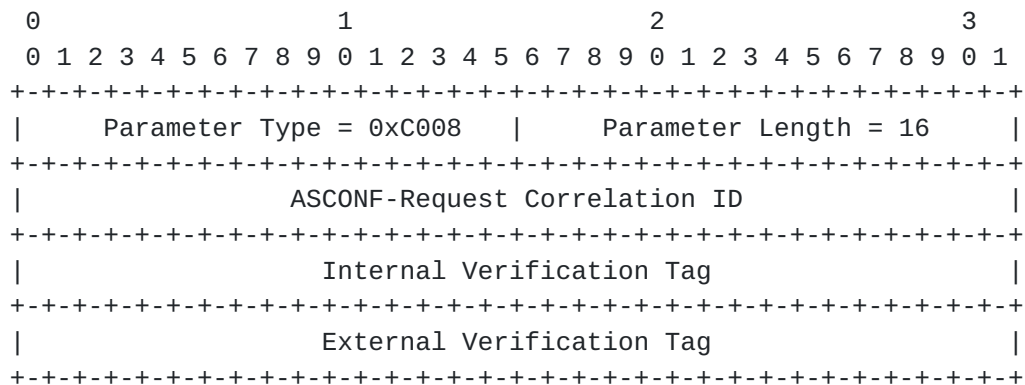 0                   1                   2                   3
 0 1 2 3 4 5 6 7 8 9 0 1 2 3 4 5 6 7 8 9 0 1 2 3 4 5 6 7 8 9 0 1
+-+-+-+-+-+-+-+-+-+-+-+-+-+-+-+-+-+-+-+-+-+-+-+-+-+-+-+-+-+-+-+-+
|     Parameter Type = 0xC008   |     Parameter Length = 16     |
+-+-+-+-+-+-+-+-+-+-+-+-+-+-+-+-+-+-+-+-+-+-+-+-+-+-+-+-+-+-+-+-+
|                 ASCONF-Request Correlation ID                 |
+-+-+-+-+-+-+-+-+-+-+-+-+-+-+-+-+-+-+-+-+-+-+-+-+-+-+-+-+-+-+-+-+
|                   Internal Verification Tag                   |
+-+-+-+-+-+-+-+-+-+-+-+-+-+-+-+-+-+-+-+-+-+-+-+-+-+-+-+-+-+-+-+-+
|                   External Verification Tag                   |
+-+-+-+-+-+-+-+-+-+-+-+-+-+-+-+-+-+-+-+-+-+-+-+-+-+-+-+-+-+-+-+-+